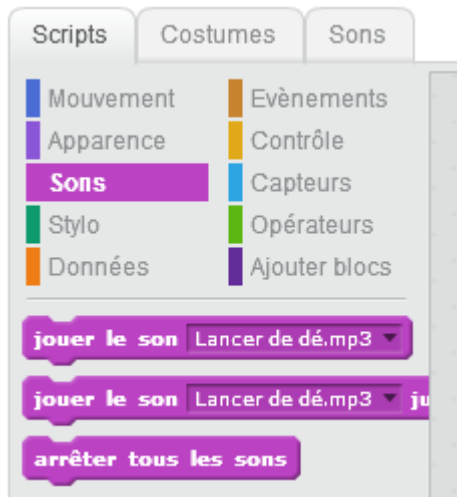 Scripts Costumes Sons
Mouvement Evènements
Apparence Contrôle
Sons Capteurs
Stylo Opérateurs
Données Ajouter blocs
jouer le son Lancer de dé.mp3
jouer le son Lancer de dé.mp3 ju
arrêter tous les sons